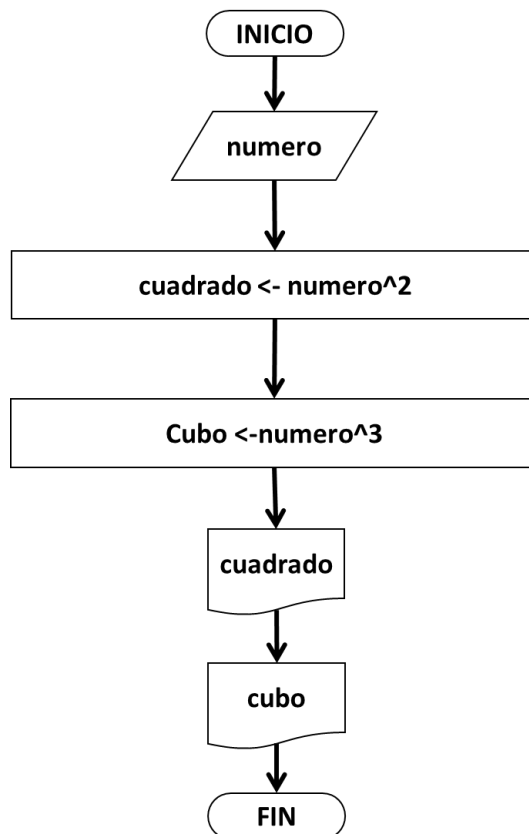 INICIO
numero
cuadrado <- numero^2
Cubo <-numero^3
cuadrado
cubo
FIN